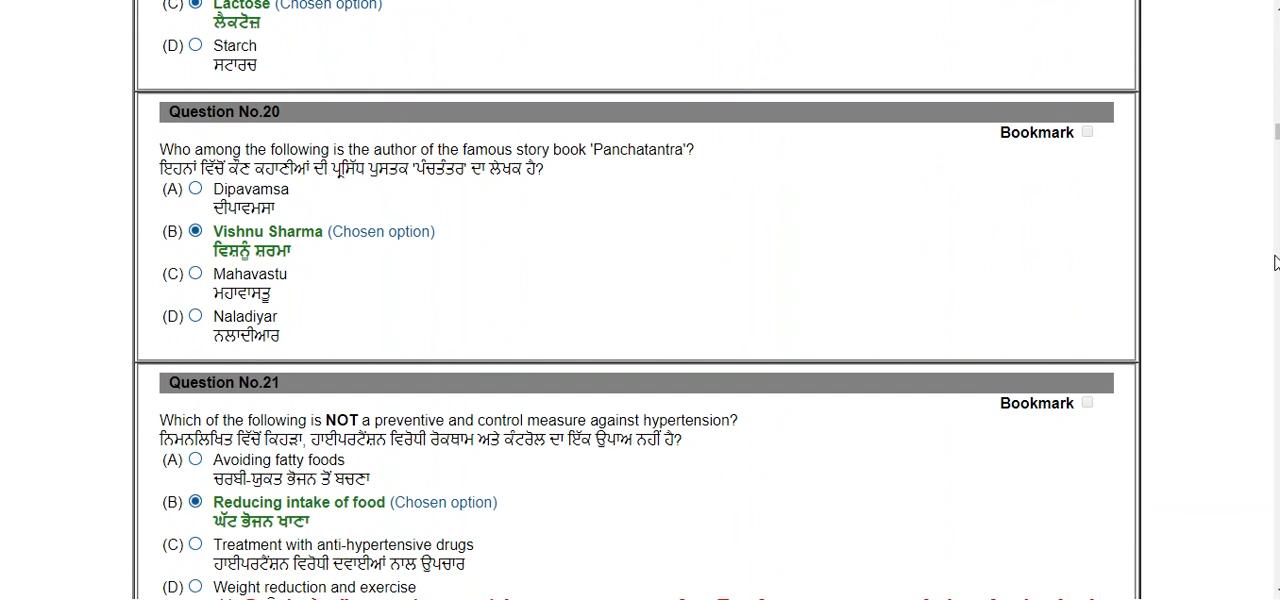 (C) Lactose (Chosen option)
ਲੈਕਟੋਜ਼
(D) Starch
ਸਟਾਰਚ
Question No.20
Bookmark
Who among the following is the author of the famous story book 'Panchatantra'?
ਇਹਨਾਂ ਵਿੱਚੋਂ ਕੌਣ ਕਹਾਣੀਆਂ ਦੀ ਪ੍ਰਸਿੱਧ ਪੁਸਤਕ 'ਪੰਚਤੰਤਰ' ਦਾ ਲੇਖਕ ਹੈ?
(A) Dipavamsa
ਦੀਪਾਵਮਸਾ
(B) Vishnu Sharma (Chosen option)
ਵਿਸ਼ਨੂੰ ਸ਼ਰਮਾ
(C) Mahavastu
ਮਹਾਵਾਸਤੂ
(D) Naladiyar
ਨਲਾਦੀਆਰ
Question No.21
Bookmark
Which of the following is NOT a preventive and control measure against hypertension?
ਨਿਮਨਲਿਖਿਤ ਵਿੱਚੋਂ ਕਿਹੜਾ, ਹਾਈਪਰਟੈਂਸ਼ਨ ਵਿਰੋਧੀ ਰੋਕਥਾਮ ਅਤੇ ਕੰਟਰੋਲ ਦਾ ਇੱਕ ਉਪਾਅ ਨਹੀਂ ਹੈ?
(A) Avoiding fatty foods
ਚਰਬੀ-ਯੁਕਤ ਭੋਜਨ ਤੋਂ ਬਚਣਾ
(B) Reducing intake of food (Chosen option)
ਘੱਟ ਭੋਜਨ ਖਾਣਾ
(C) Treatment with anti-hypertensive drugs
ਹਾਈਪਰਟੈਂਸ਼ਨ ਵਿਰੋਧੀ ਦਵਾਈਆਂ ਨਾਲ ਉਪਚਾਰ
(D) Weight reduction and exercise